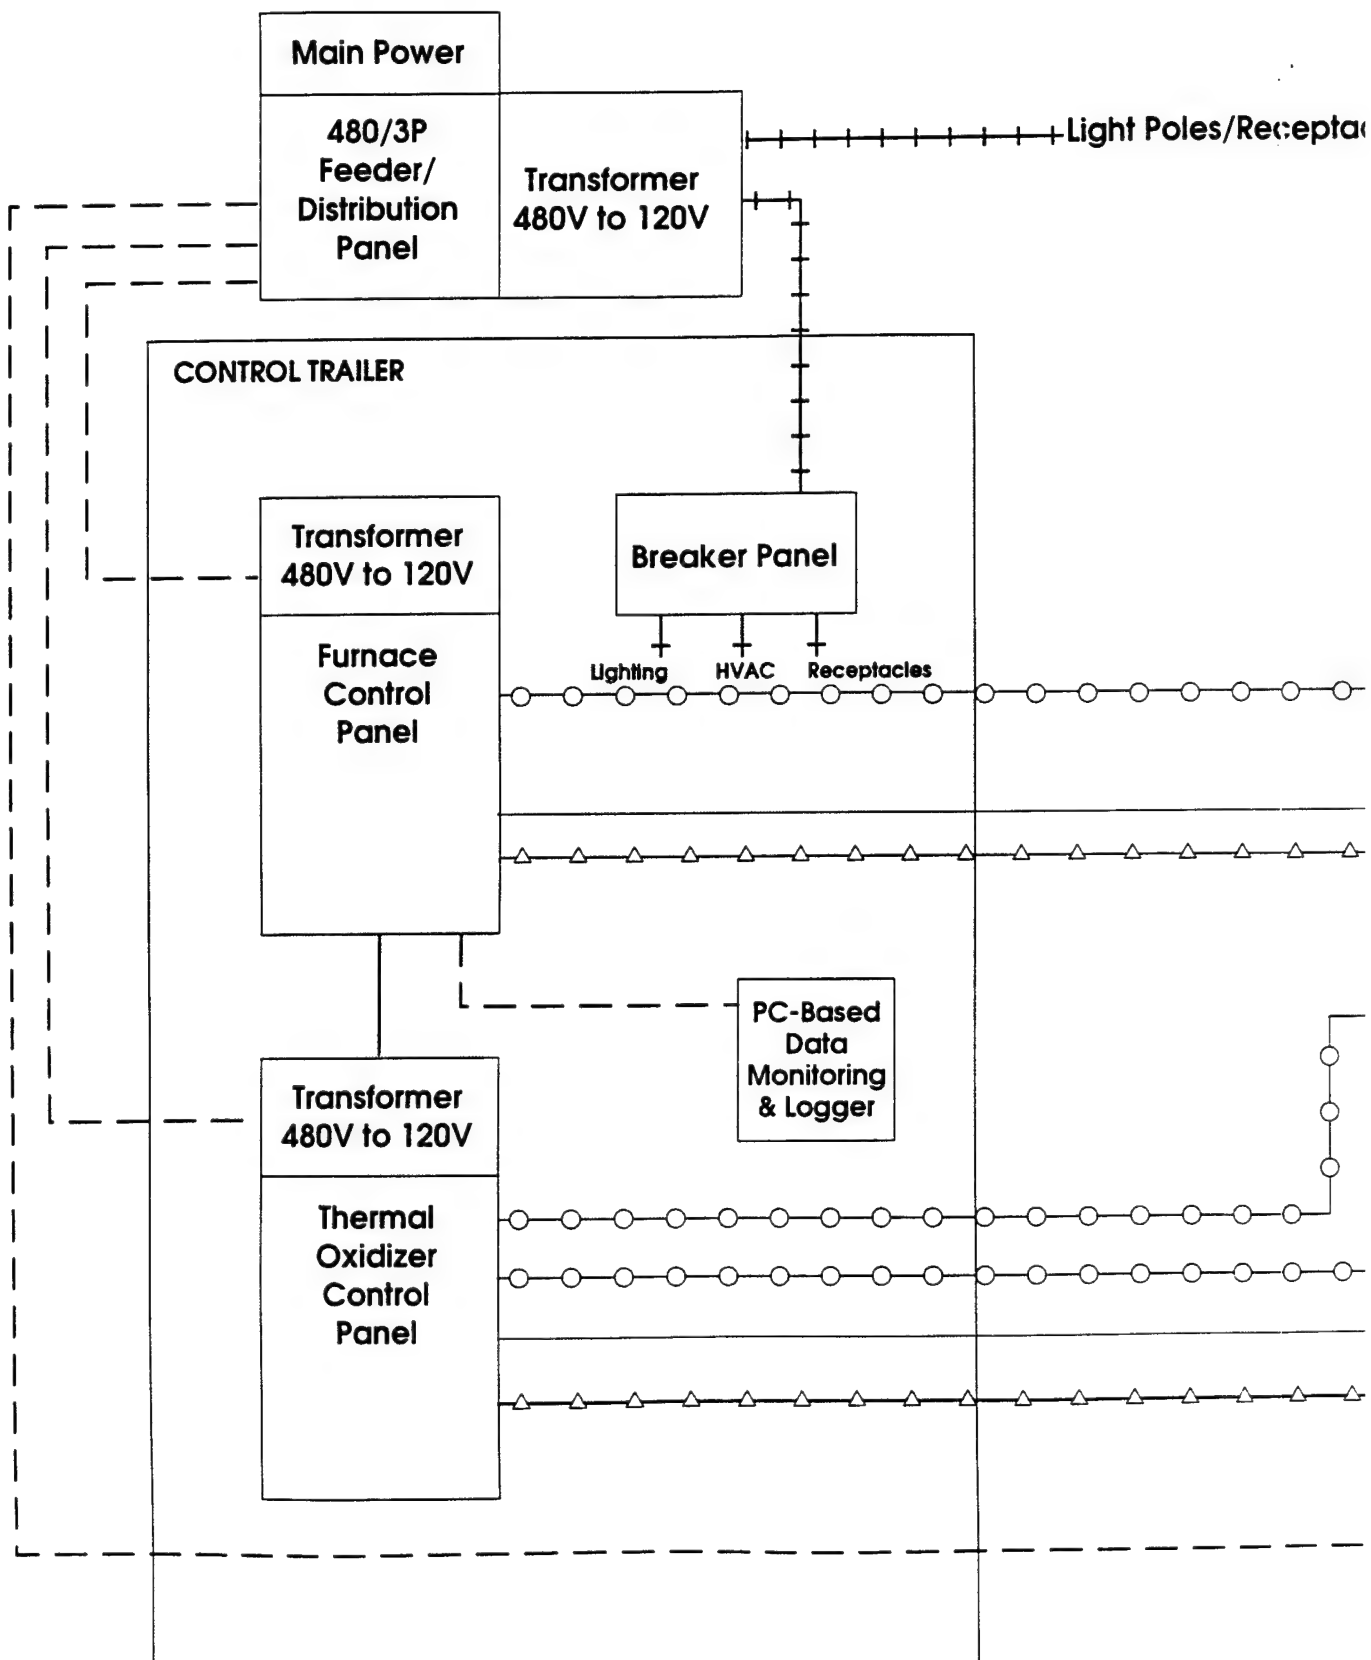 Main Power
480/3P
Feeder/
Distribution
Panel
Transformer
480V to 120V
Light Poles/Receptac
CONTROL TRAILER
Transformer
480V to 120V
Breaker Panel
Furnace
Control
Panel
Lighting HVAC Receptacles
PC-Based
Data
Monitoring
& Logger
Transformer
480V to 120V
Thermal
Oxidizer
Control
Panel